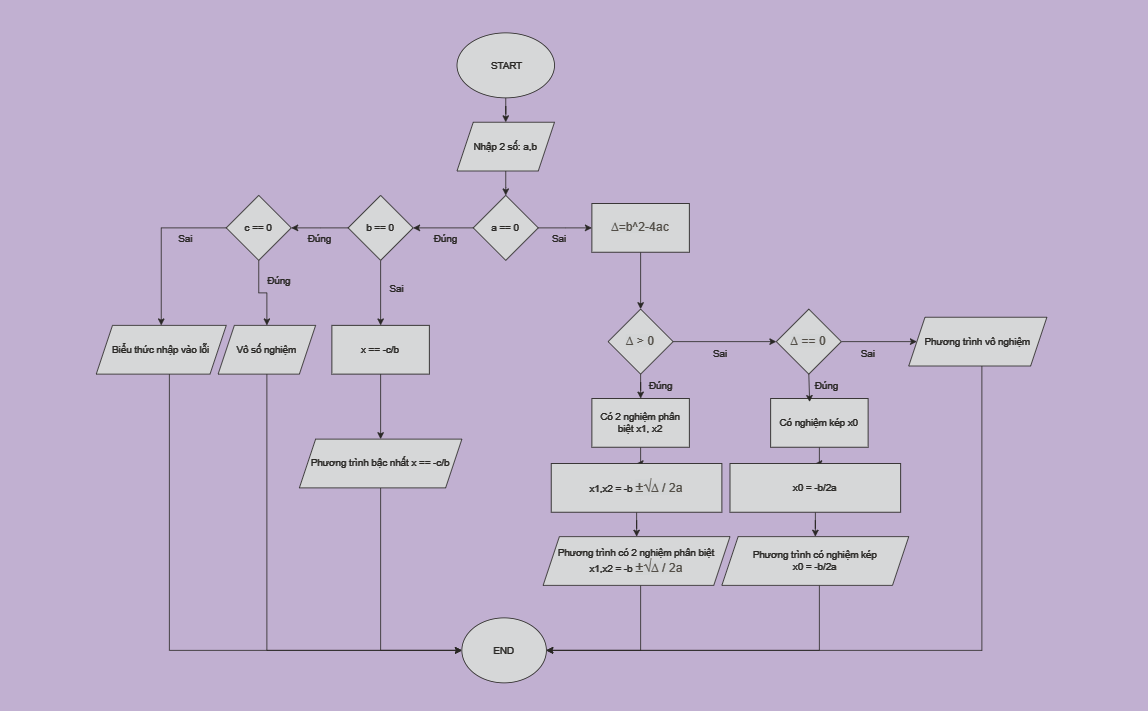 START
Nhập 2 số: a,b
c == 0
b == 0
a == 0
Δ=b^2-4ac
Sai
Đúng
Đúng
Sai
Đúng
Sai
Biểu thức nhập vào lỗi
Vô số nghiệm
x == -c/b
Δ > 0
Δ == 0
Phương trình vô nghiệm
Sai
Sai
Đúng
Đúng
Có 2 nghiệm phân
biệt x1, x2
Có nghiệm kép x0
Phương trình bậc nhất x == -c/b
x1,x2 = -b ±√Δ / 2a
x0 = -b/2a
Phương trình có 2 nghiệm phân biệt
x1,x2 = -b ±√Δ / 2a
Phương trình có nghiệm kép
x0 = -b/2a
END